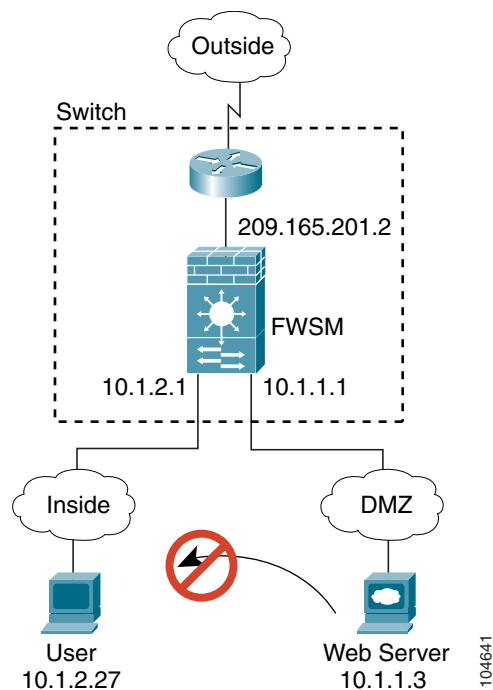 Outside
Switch
209.165.201.2
FWSM
10.1.2.1
10.1.1.1
Inside
DMZ
User
10.1.2.27
Web Server
10.1.1.3
104641